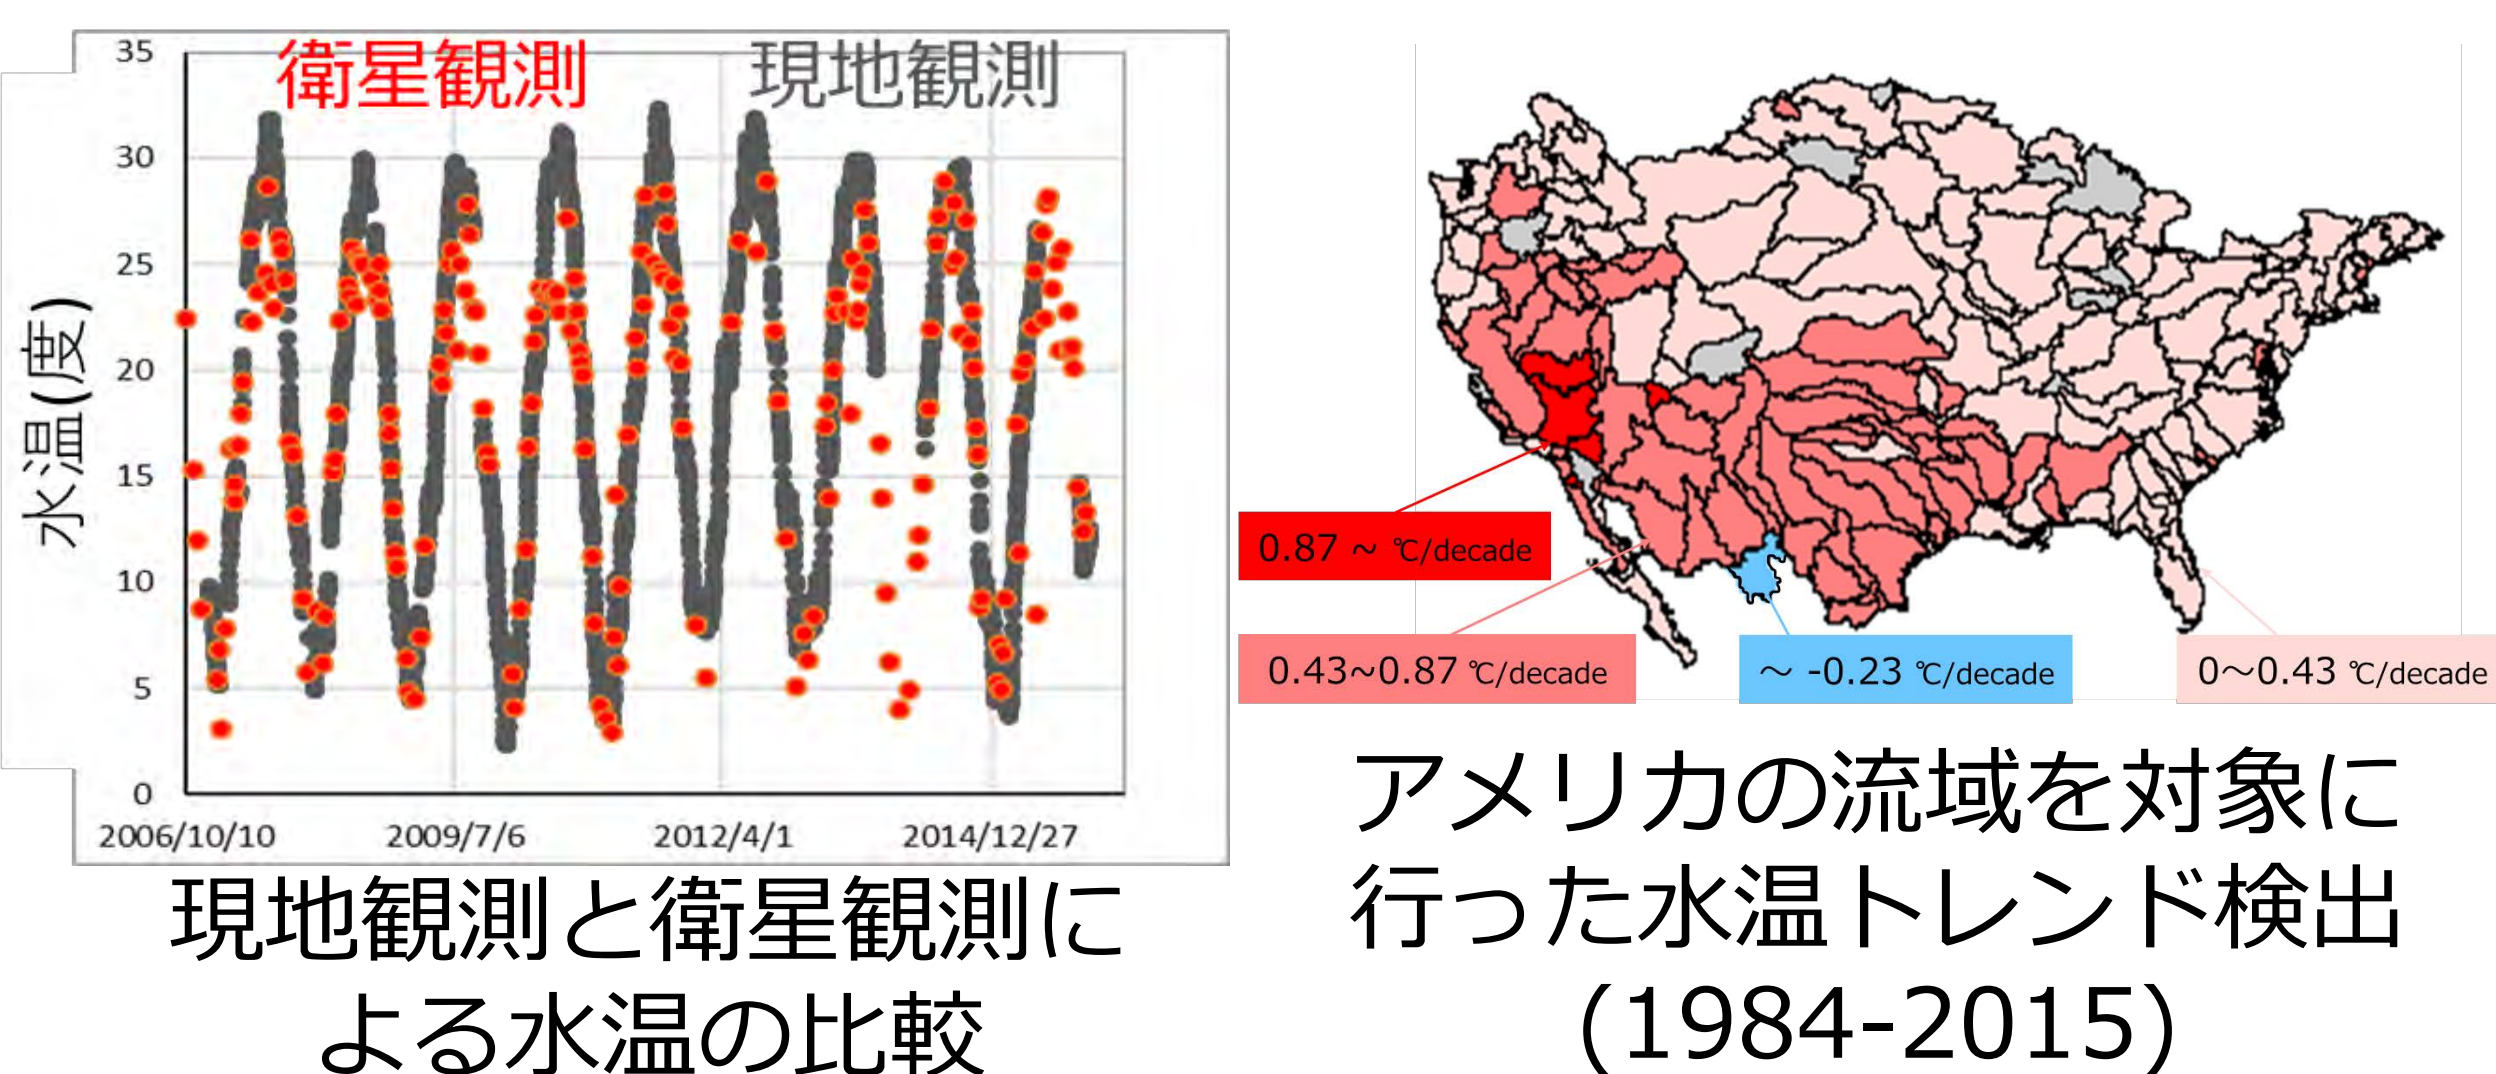 衛星観測
現地観測
35
30
25
20
15
10
5
0
水温(度)
2006/10/10
2009/7/6
2012/4/1
2014/12/27
現地観測と衛星観測に
よる水温の比較
0.87 ~ ℃/decade
0.43~0.87 ℃/decade
～ -0.23 ℃/decade
0～0.43 ℃/decade
アメリカの流域を対象に
行った水温トレンド検出
(1984-2015)